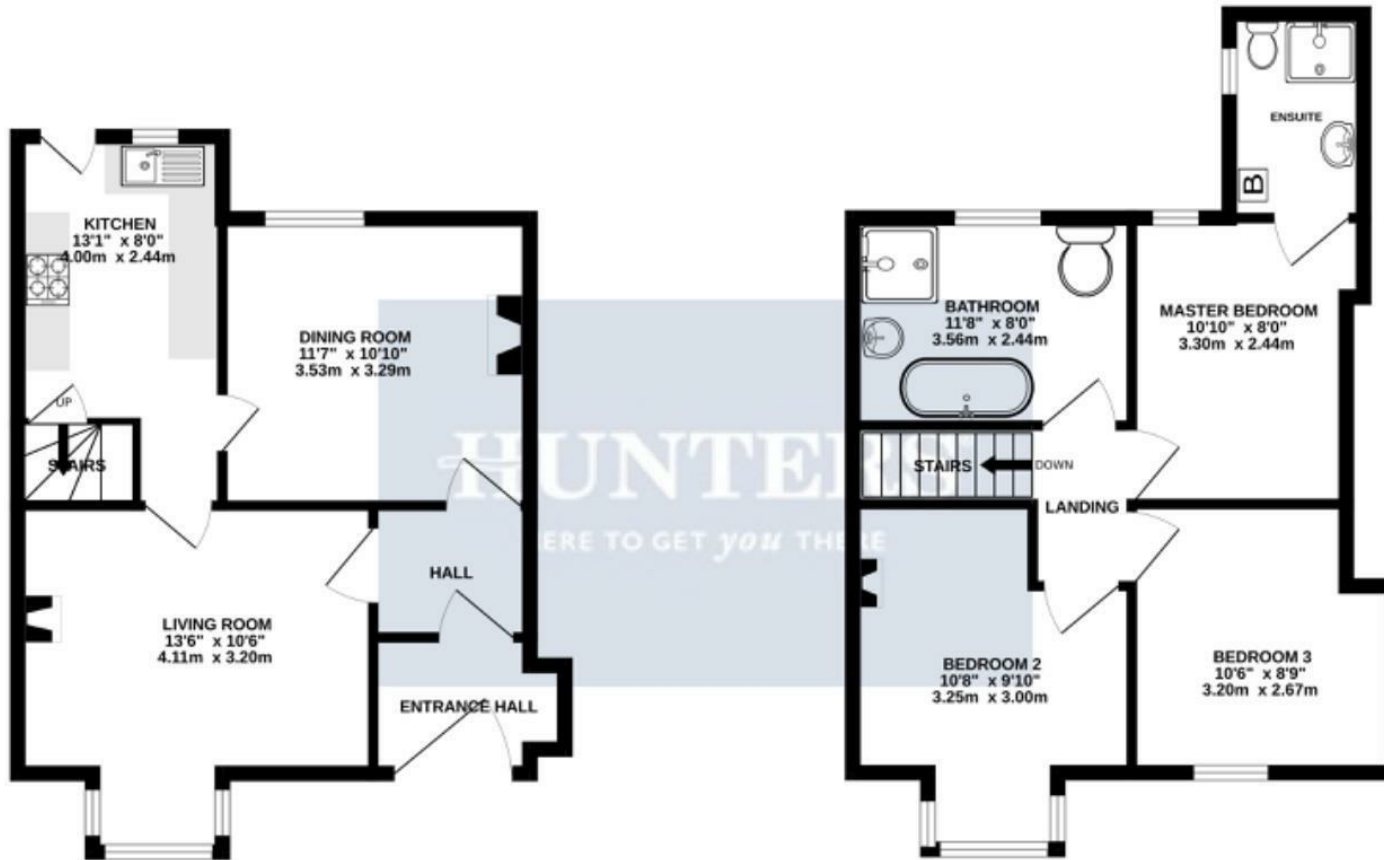 KITCHEN
13'1" x 8'0"
4.00m x 2.44m
UP
STAIRS
DINING ROOM
11'7" x 10'10"
3.53m x 3.29m
LIVING ROOM
13'6" x 10'6"
4.11m x 3.20m
HALL
ENTRANCE HALL
HUNTERS
HERE TO GET you THERE
ENSUITE
B
BATHROOM
11'8" x 8'0"
3.56m x 2.44m
MASTER BEDROOM
10'10" x 8'0"
3.30m x 2.44m
STAIRS
DOWN
LANDING
BEDROOM 2
10'8" x 9'10"
3.25m x 3.00m
BEDROOM 3
10'6" x 8'9"
3.20m x 2.67m